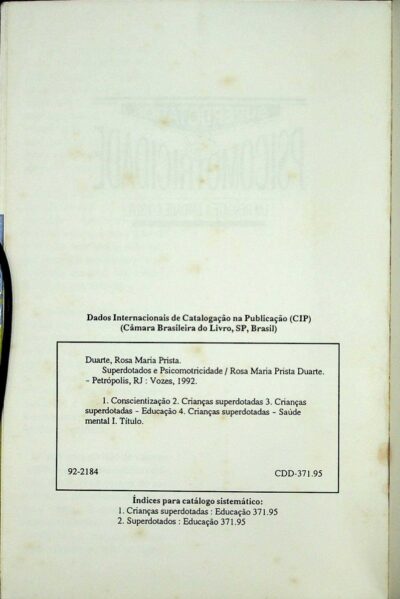 Dados Internacionais de Catalogação na Publicação (CIP)
(Câmara Brasileira do Livro, SP, Brasil)
Duarte, Rosa Maria Prista.
Superdotados e Psicomotricidade / Rosa Maria Prista Duarte.
– Petrópolis, RJ : Vozes, 1992.
1. Conscientização 2. Crianças superdotadas 3. Crianças
superdotadas – Educação 4. Crianças superdotadas – Saúde
mental I. Título.
92-2184 CDD-371.95
Índices para catálogo sistemático:
1. Crianças superdotadas : Educação 371.95
2. Superdotados : Educação 371.95